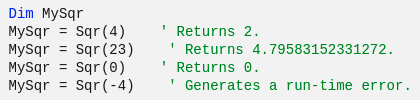 Dim MySqr
MySqr = Sqr(4)    ' Returns 2.
MySqr = Sqr(23)    ' Returns 4.79583152331272.
MySqr = Sqr(0)    ' Returns 0.
MySqr = Sqr(-4)    ' Generates a run-time error.